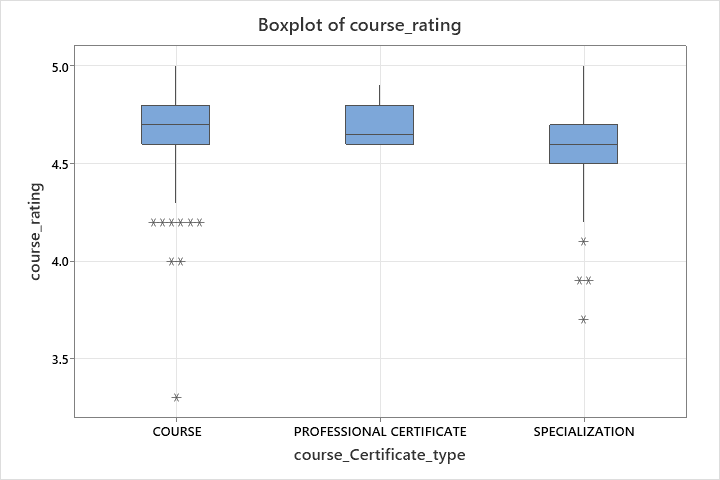 Boxplot of course_rating
5.0
4.5
4.0
3.5
course_rating
COURSE
PROFESSIONAL CERTIFICATE
SPECIALIZATION
course_Certificate_type